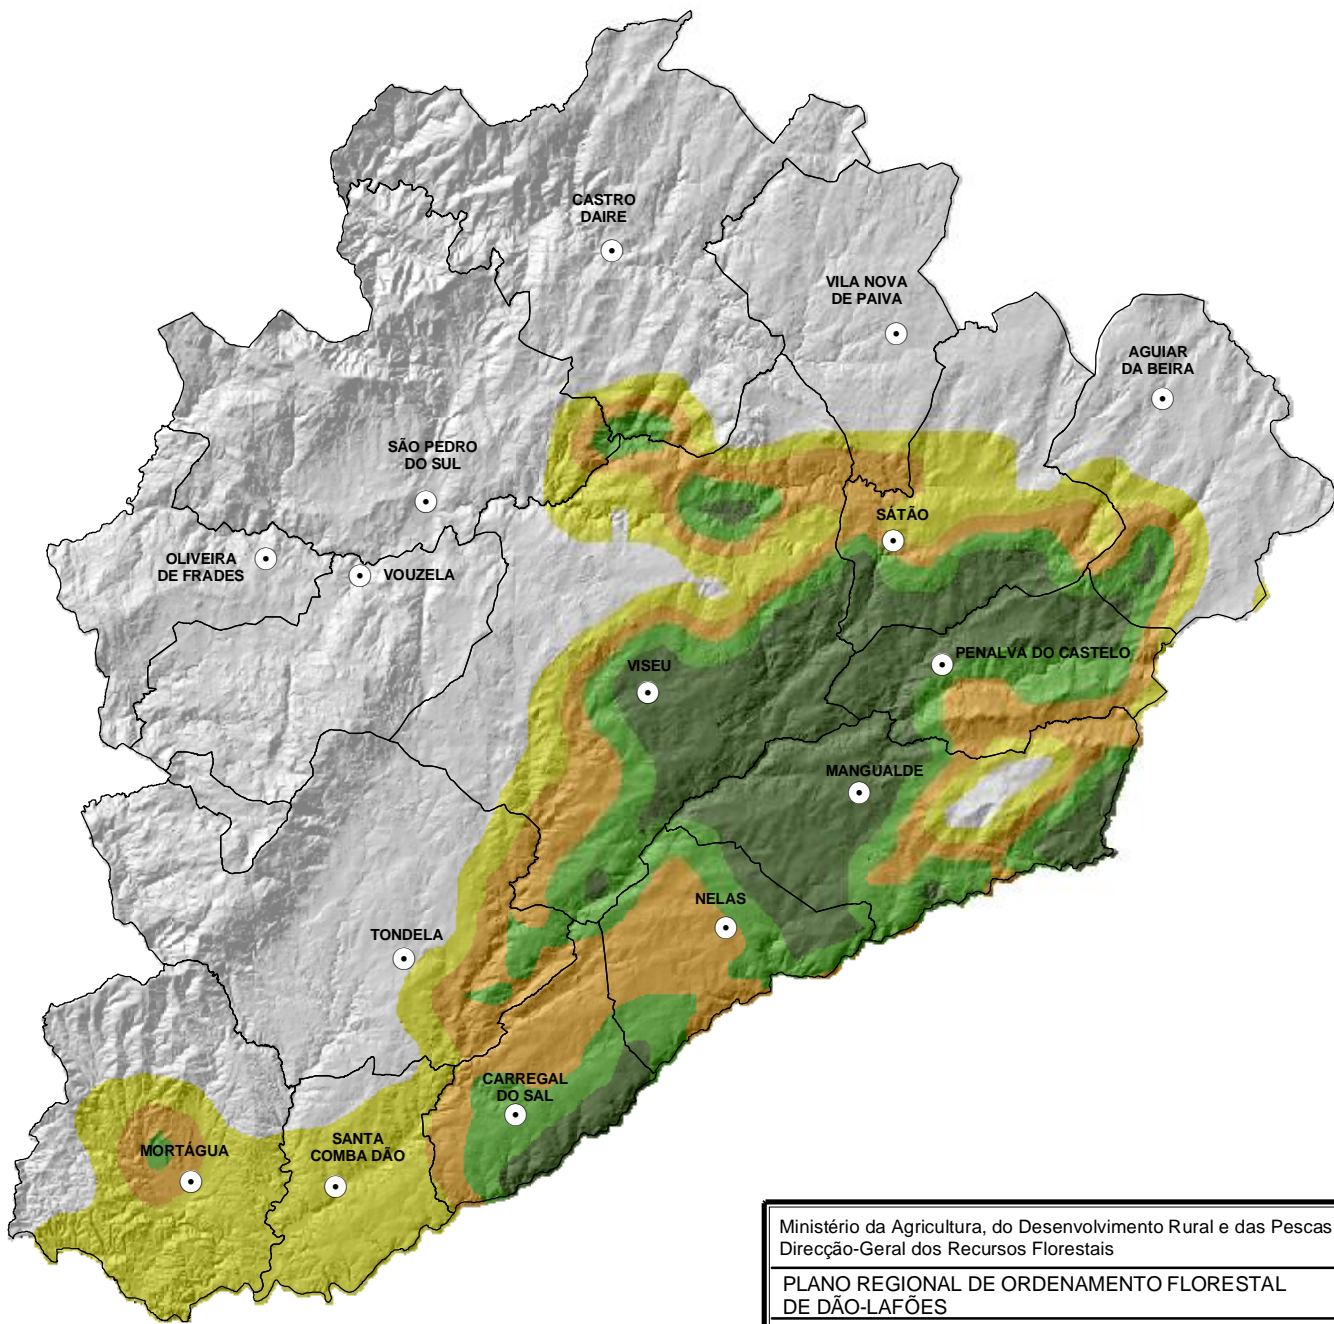 CASTRO
DAIRE
VILA NOVA
DE PAIVA
AGUIAR
DA BEIRA
SÃO PEDRO
DO SUL
SÁTÃO
OLIVEIRA
DE FRADES
VOUZELA
PENALVA DO CASTELO
VISEU
MANGUALDE
NELAS
TONDELA
CARREGAL
DO SAL
MORTÁGUA
SANTA
COMBA DÃO
Ministério da Agricultura, do Desenvolvimento Rural e das Pescas
Direcção-Geral dos Recursos Florestais
PLANO REGIONAL DE ORDENAMENTO FLORESTAL
DE DÃO-LAFÕES